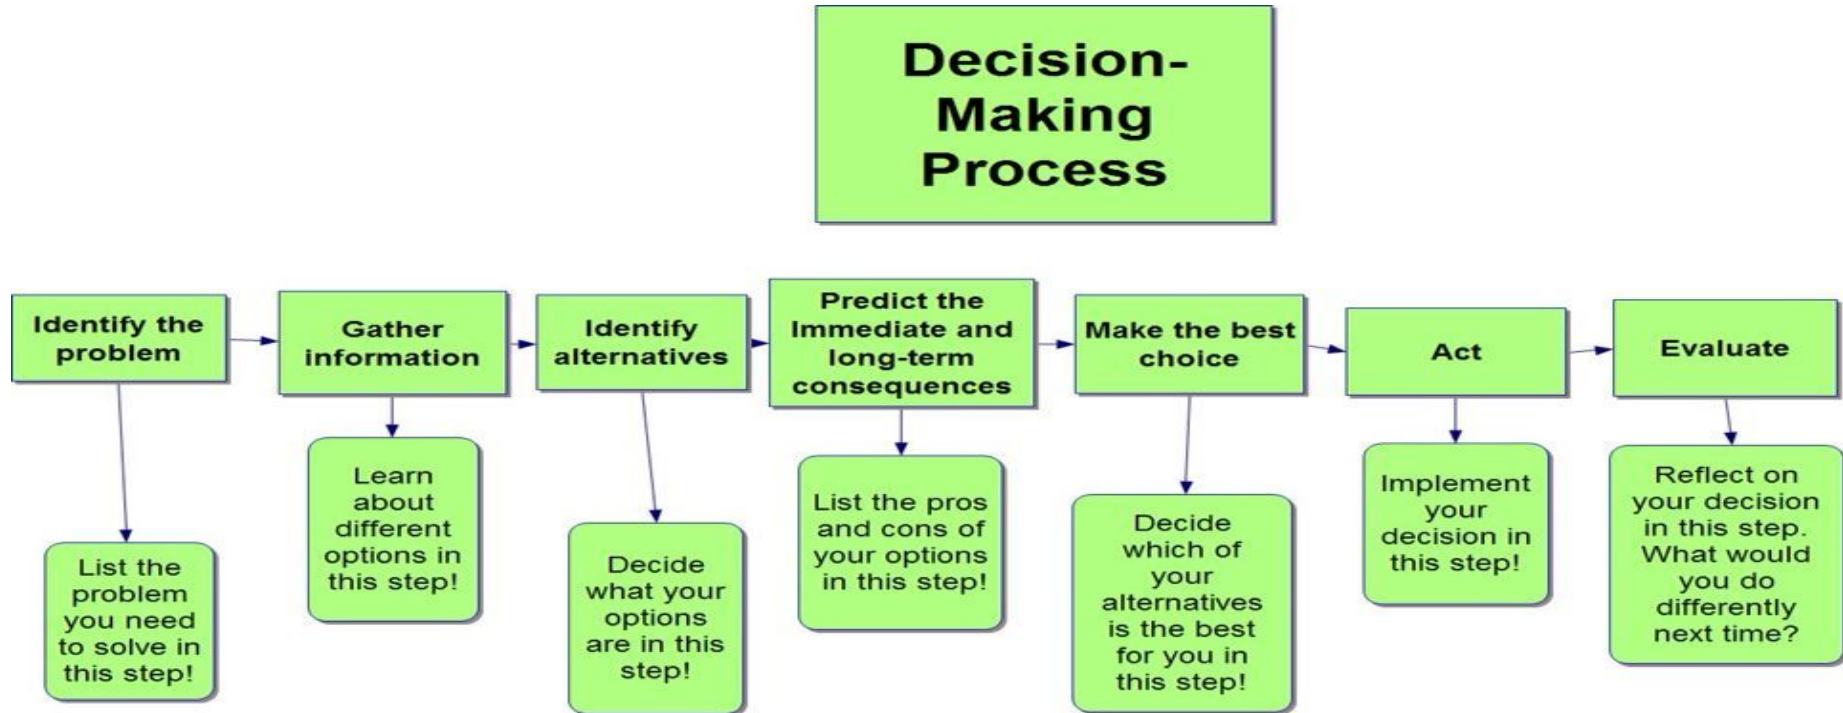 Decision-
Making
Process
Identify the
problem
Gather
information
Identify
alternatives
Predict the
Immediate and
long-term
consequences
Make the best
choice
Act
Evaluate
List the
problem
you need
to solve in
this step!
Learn
about
different
options in
this step!
Decide
what your
options
are in this
step!
List the pros
and cons of
your options
in this step!
Decide
which of
your
alternatives
is the best
for you in
this step!
Implement
your
decision in
this step!
Reflect on
your decision
in this step.
What would
you do
differently
next time?